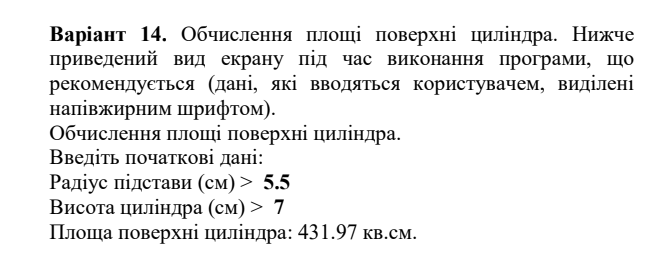 Варіант 14. Обчислення площі поверхні циліндра. Нижче
приведений вид екрану під час виконання програми, що
рекомендується (дані, які вводяться користувачем, виділені
напівжирним шрифтом).
Обчислення площі поверхні циліндра.
Введіть початкові дані:
Радіус підстави (см) > 5.5
Висота циліндра (см) > 7
Площа поверхні циліндра: 431.97 кв.см.